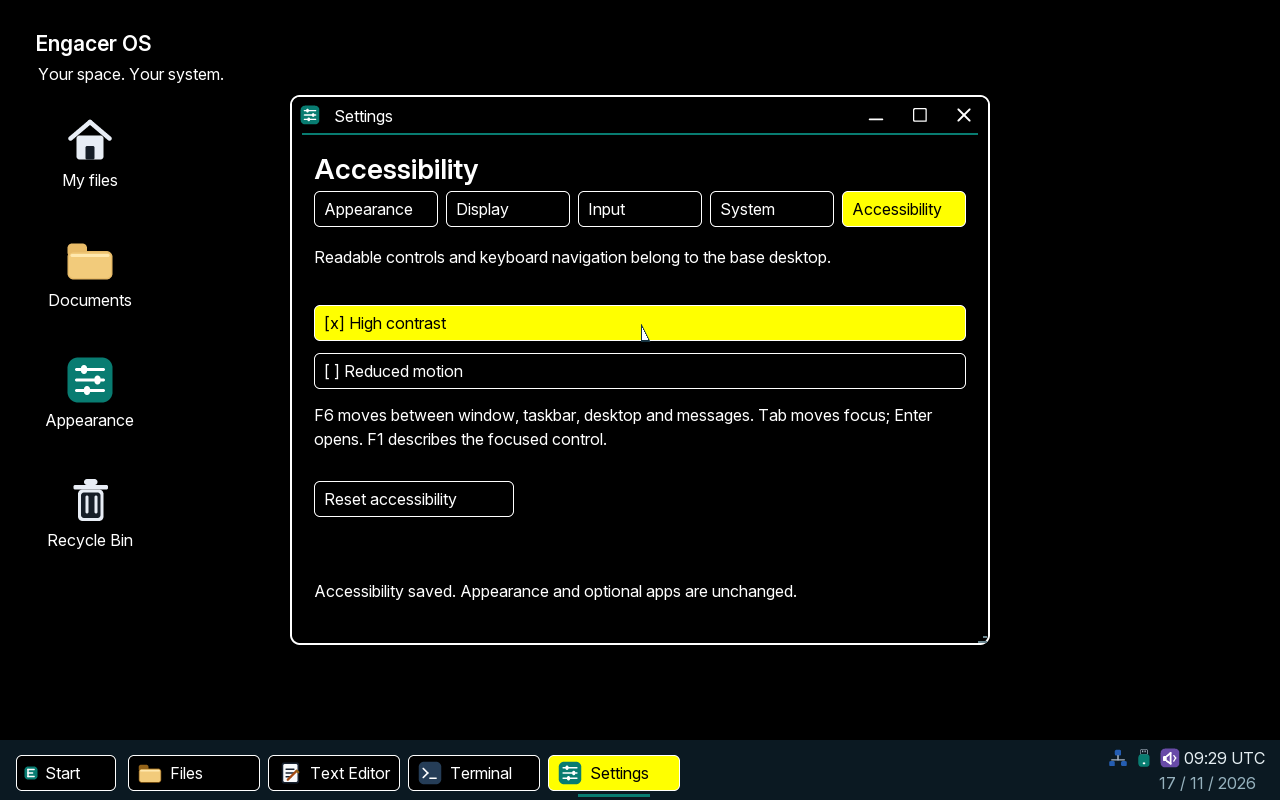 Engacer OS
Your space. Your system.
My files
Documents
Appearance
Recycle Bin
Settings
Accessibility
Appearance
Display
Input
System
Accessibility
Readable controls and keyboard navigation belong to the base desktop.
[x] High contrast
[ ] Reduced motion
F6 moves between window, taskbar, desktop and messages. Tab moves focus; Enter
opens. F1 describes the focused control.
Reset accessibility
Accessibility saved. Appearance and optional apps are unchanged.
E Start
Files
Text Editor
Terminal
Settings
09:29 UTC
17 / 11 / 2026